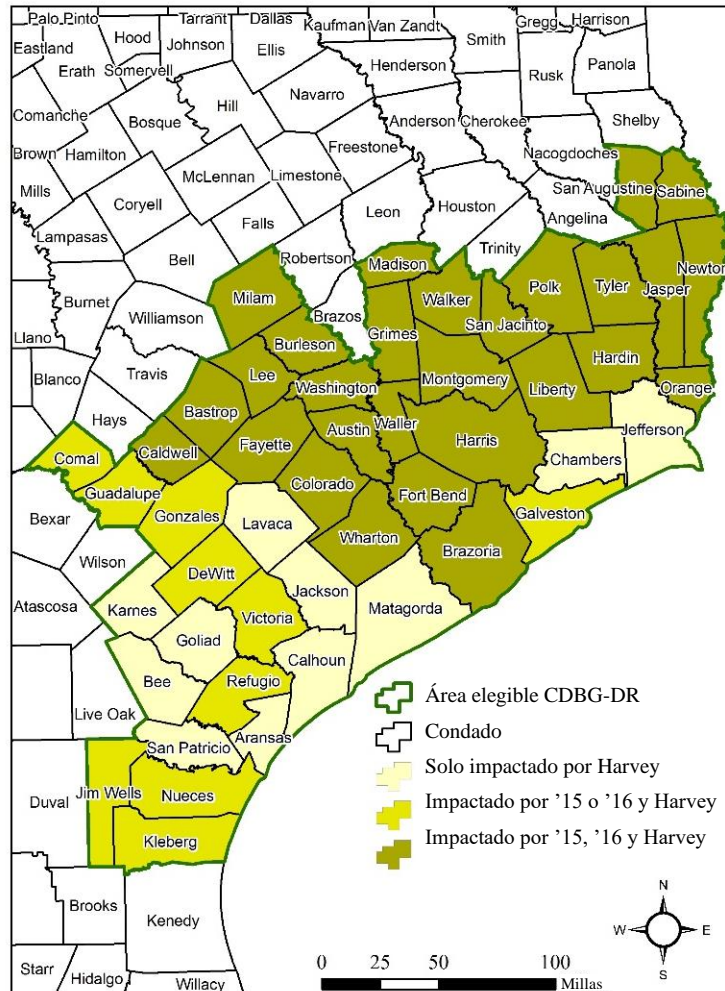 Palo Pinto
Tarrant
Dallas
Kaufman
Van Zandt
Gregg
Harrison
Eastland
Hood
Johnson
Ellis
Smith
Rusk
Panola
Erath
Somervell
Henderson
Comanche
Bosque
Hill
Navarro
Anderson
Cherokee
Shelby
Brown
Hamilton
Freestone
Nacogdoches
Mills
McLennan
Limestone
San Augustine
Sabine
Coryell
Leon
Houston
Angelina
Lampasas
Falls
Trinity
Bell
Robertson
Madison
Newton
Burnet
Milam
Walker
Polk
Tyler
Jasper
Llano
Williamson
Brazos
Grimes
San Jacinto
Burleson
Hardin
Blanco
Travis
Lee
Washington
Montgomery
Liberty
Orange
Hays
Bastrop
Austin
Waller
Jefferson
Comal
Caldwell
Fayette
Harris
Chambers
Guadalupe
Colorado
Fort Bend
Galveston
Bexar
Gonzales
Lavaca
Wharton
Brazoria
Wilson
DeWitt
Jackson
Matagorda
Atascosa
Karnes
Victoria
Goliad
Calhoun
Bee
Refugio
Live Oak
Aransas
San Patricio
Duval
Jim Wells
Nueces
Kleberg
Brooks
Kenedy
Starr
Hidalgo
Willacy
Área elegible CDBG-DR
Condado
Solo impactado por Harvey
Impactado por ’15 o ’16 y Harvey
Impactado por ’15, ’16 y Harvey
N
W
E
S
0 25 50 100
Millas